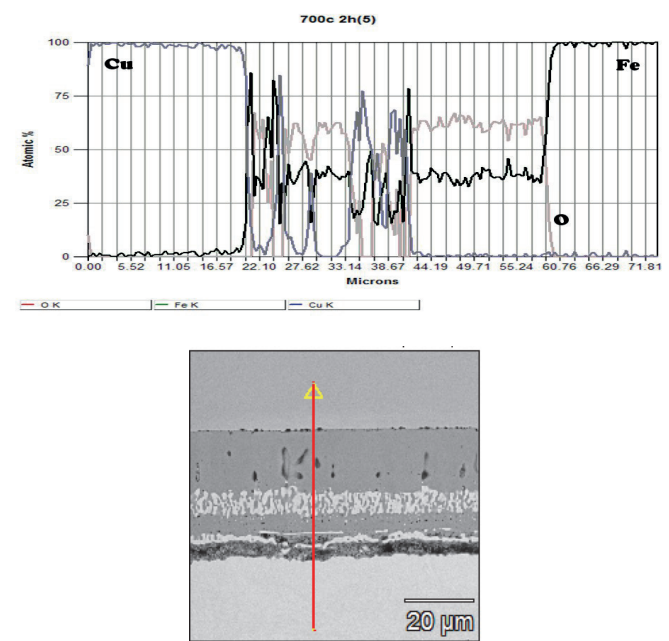 700c 2h(5)
100
75
50
25
0
Atomic %
Cu
Fe
O
0.00 5.52 11.05 16.57 22.10 27.62 33.14 38.67 44.19 49.71 55.24 60.76 66.29 71.81
Microns
O K Fe K Cu K
20 µm